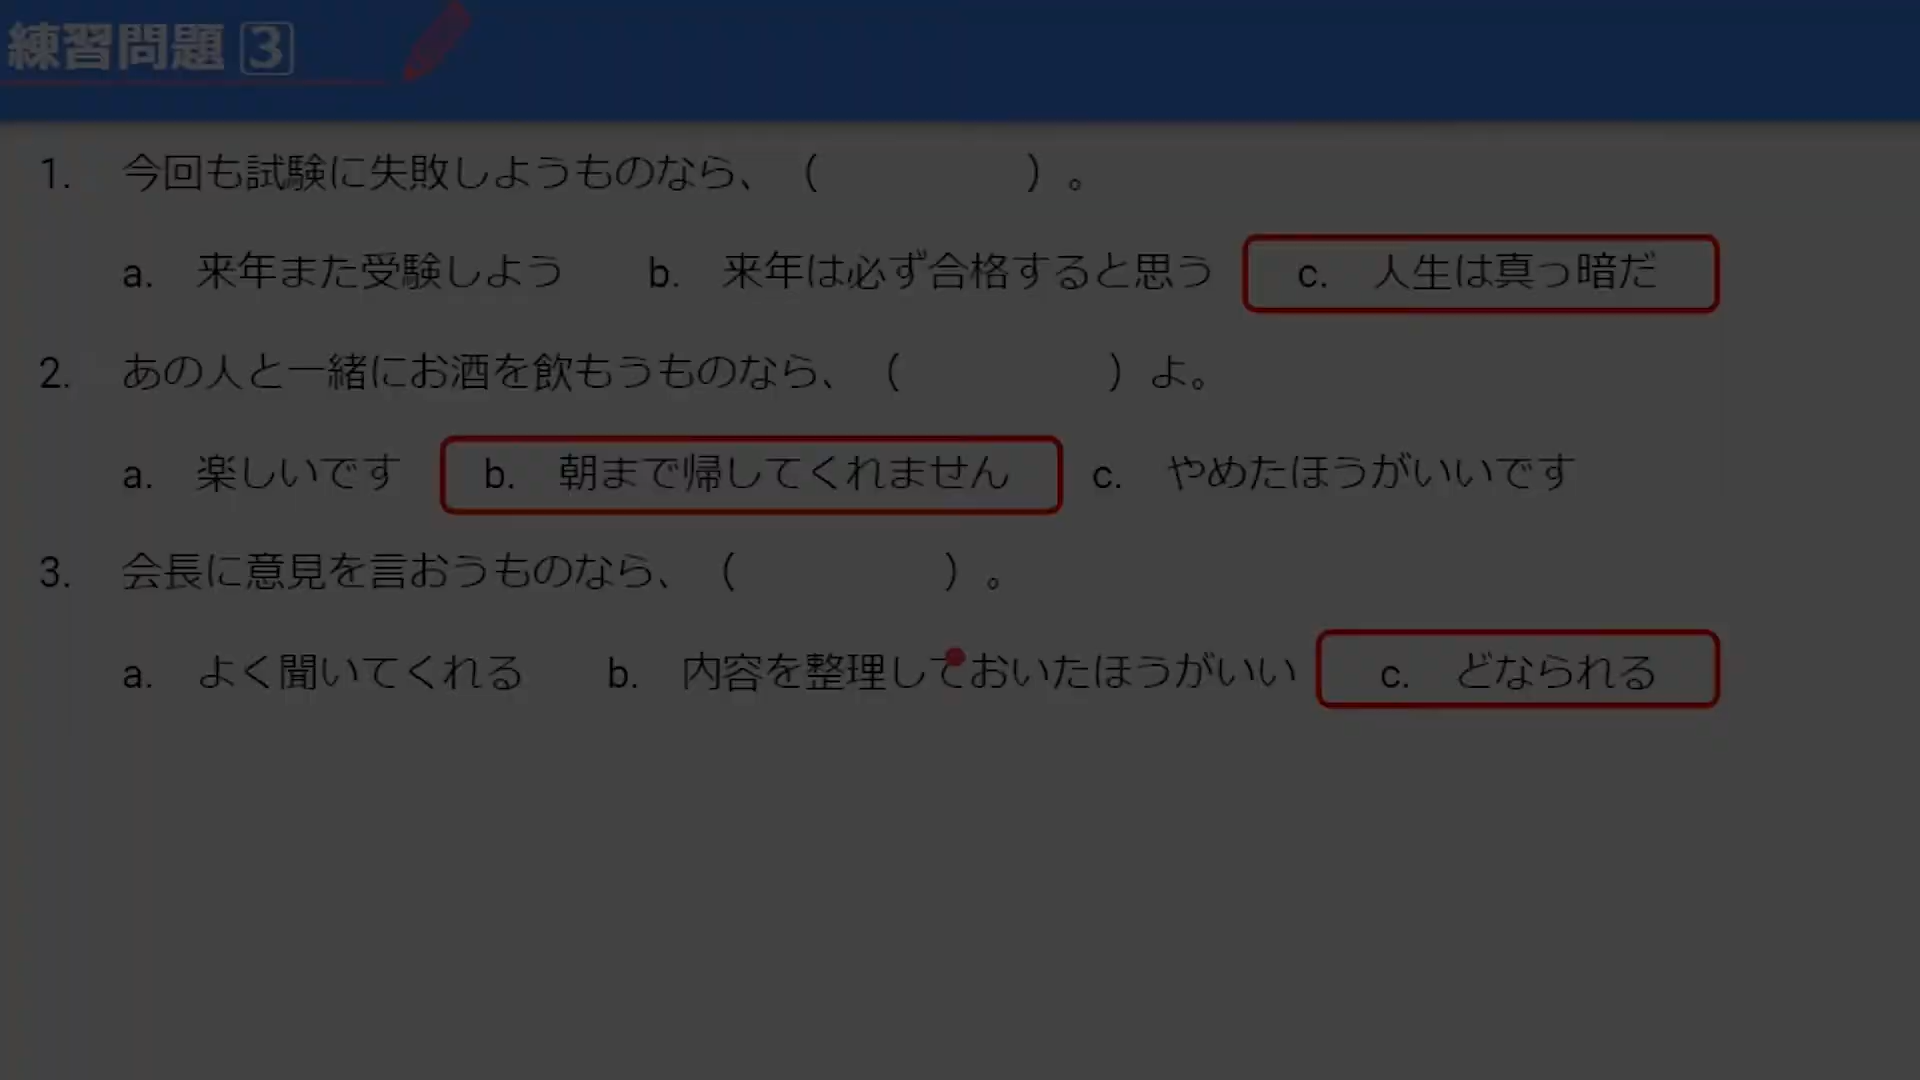 練習問題 3
1. 今回も試験に失敗しようものなら、（　　　　　）。
a. 来年また受験しよう　b. 来年は必ず合格すると思う　c. 人生は真っ暗だ
2. あの人と一緒にお酒を飲もうものなら、（　　　　　）よ。
a. 楽しいです　b. 朝まで帰してくれません　c. やめたほうがいいです
3. 会長に意見を言おうものなら、（　　　　　）。
a. よく聞いてくれる　b. 内容を整理しておいたほうがいい　c. どなられる